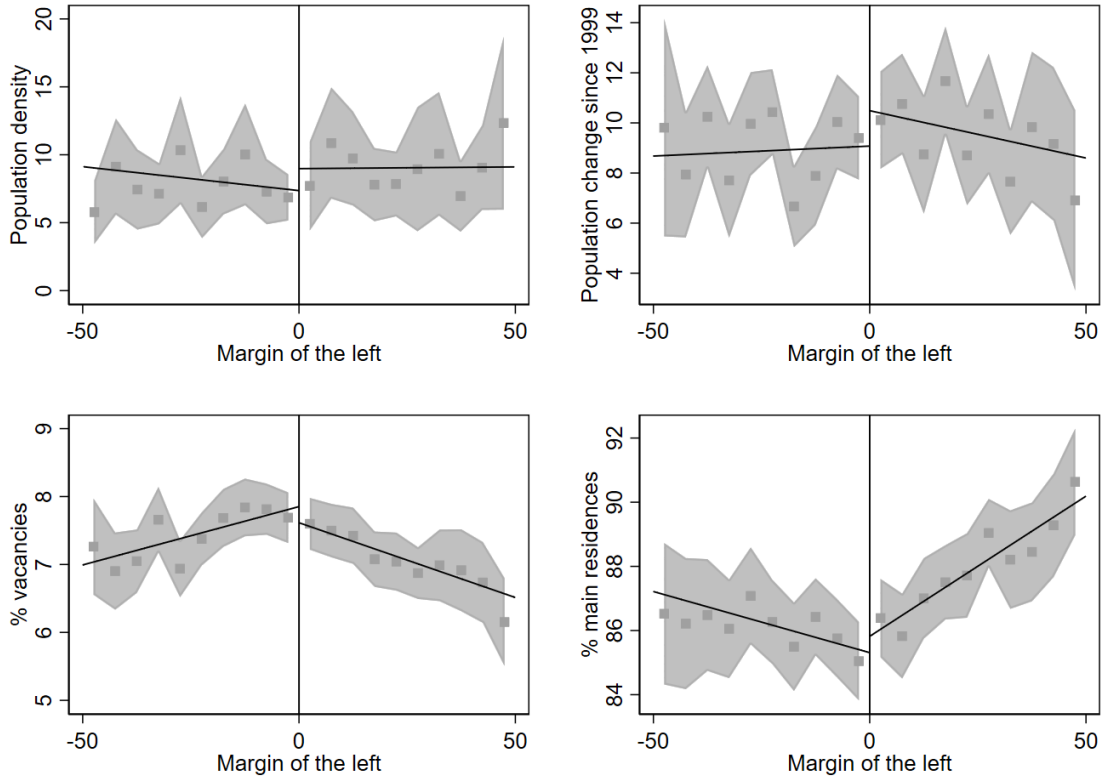 Population density
20
15
10
5
0
-50 0 50
Margin of the left
Population change since 1999
14
12
10
8
6
4
-50 0 50
Margin of the left
% vacancies
9
8
7
6
5
-50 0 50
Margin of the left
% main residences
92
90
88
86
84
-50 0 50
Margin of the left